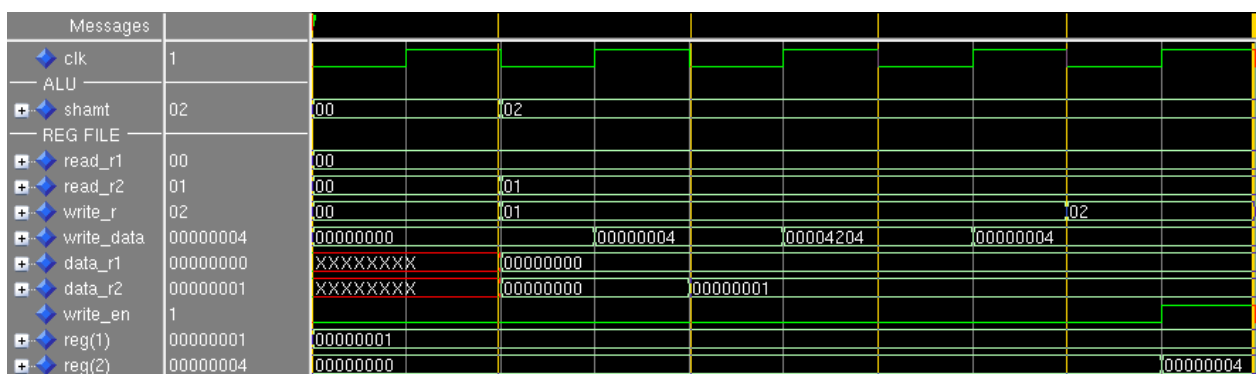 Messages
clk 1
ALU
shamt 02 00 02
REG FILE
read_r1 00 00
read_r2 01 00 01
write_r 02 00 01 02
write_data 00000004 00000000 00000004 00004204 00000004
data_r1 00000000 XXXXXXXX 00000000
data_r2 00000001 XXXXXXXX 00000000 00000001
write_en 1
reg(1) 00000001 00000001
reg(2) 00000004 00000000 00000004